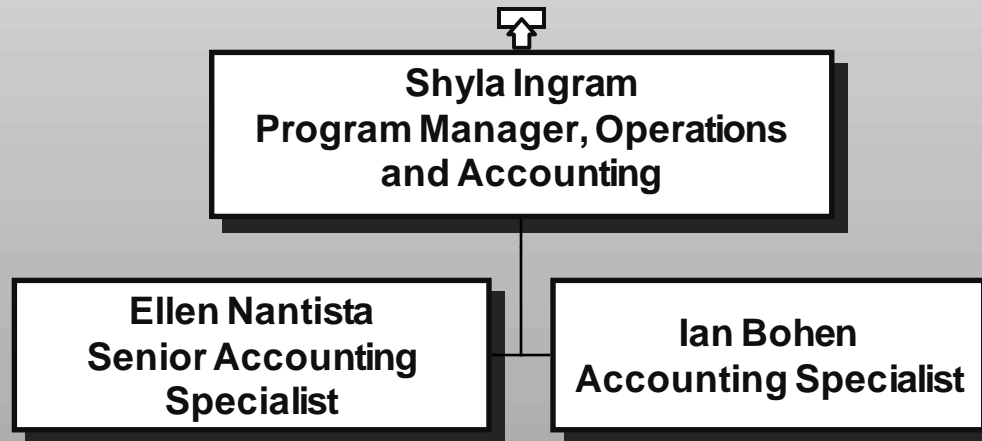 Shyla Ingram
Program Manager, Operations
and Accounting
Ellen Nantista
Senior Accounting
Specialist
Ian Bohen
Accounting Specialist